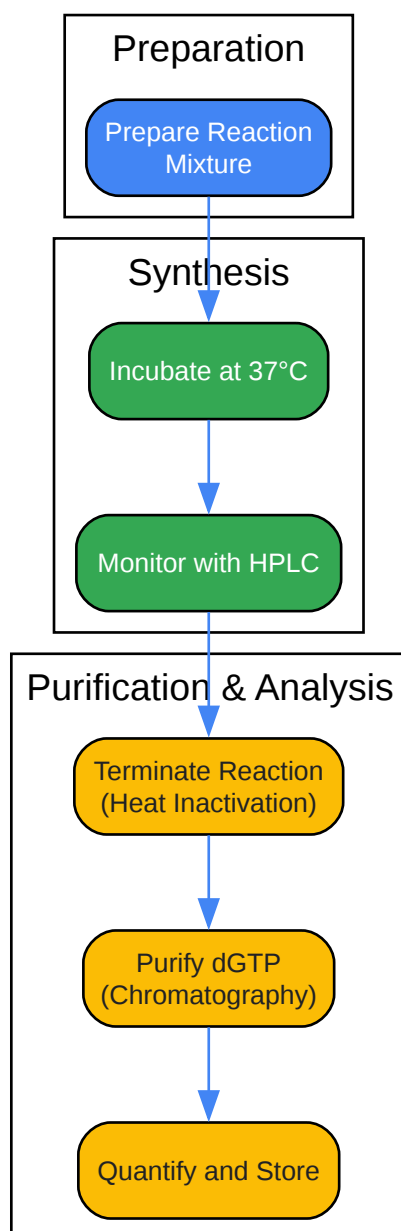 Preparation
Prepare Reaction
Mixture
Synthesis
Incubate at 37°C
Monitor with HPLC
Purification & Analysis
Terminate Reaction
(Heat Inactivation)
Purify dGTP
(Chromatography)
Quantify and Store